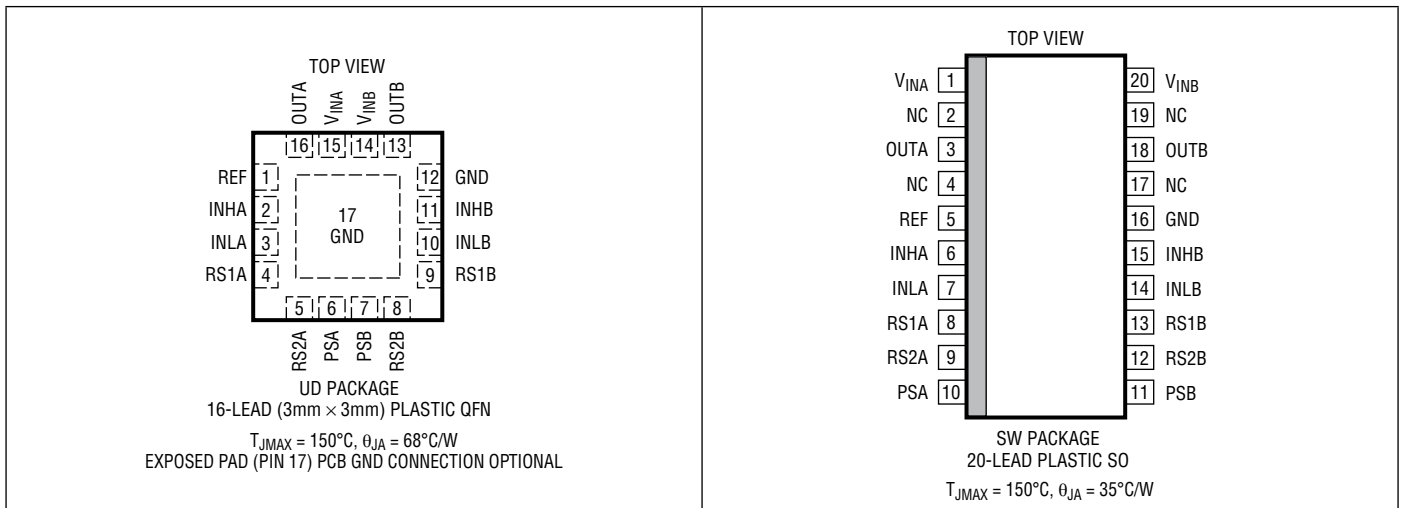 TOP VIEW
OUTA
VINA
VINB
OUTB
16 15 14 13
REF 1
12 GND
INHA 2
11 INHB
INLA 3
10 INLB
RS1A 4
9 RS1B
17
GND
5 6 7 8
RS2A
PSA
PSB
RS2B
UD PACKAGE
16-LEAD (3mm × 3mm) PLASTIC QFN
TJMAX = 150°C, θJA = 68°C/W
EXPOSED PAD (PIN 17) PCB GND CONNECTION OPTIONAL
TOP VIEW
VINA 1
20 VINB
NC 2
19 NC
OUTA 3
18 OUTB
NC 4
17 NC
REF 5
16 GND
INHA 6
15 INHB
INLA 7
14 INLB
RS1A 8
13 RS1B
RS2A 9
12 RS2B
PSA 10
11 PSB
SW PACKAGE
20-LEAD PLASTIC SO
TJMAX = 150°C, θJA = 35°C/W